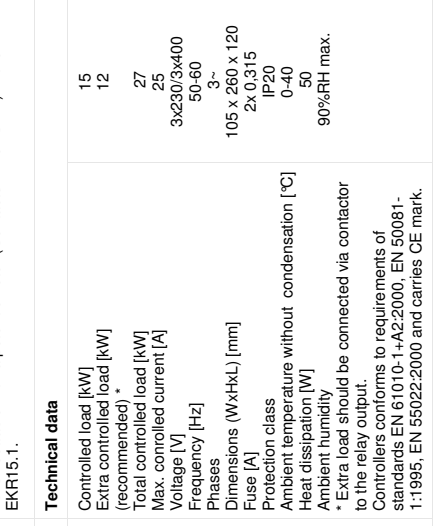 EKR15.1.
Technical data
Controlled load [kW] 15
Extra controlled load [kW] 12
(recommended) *
Total controlled load [kW] 27
Max. conrolled current [A] 25
Voltage [V] 3x230/3x400
Frequency [Hz] 50-60
Phases 3~
Dimensions (WxHxL) [mm] 105 x 260 x 120
Fuse [A] 2x 0,315
Protection class IP20
Ambient temperature without condensation [°C] 0-40
Heat dissipation [W] 50
Ambient humidity 90%RH max.
* Extra load should be connected via contactor
to the relay output.
Controllers conforms to requirements of
standards EN 61010-1+A2:2000, EN 50081-
1:1995, EN 55022:2000 and carries CE mark.